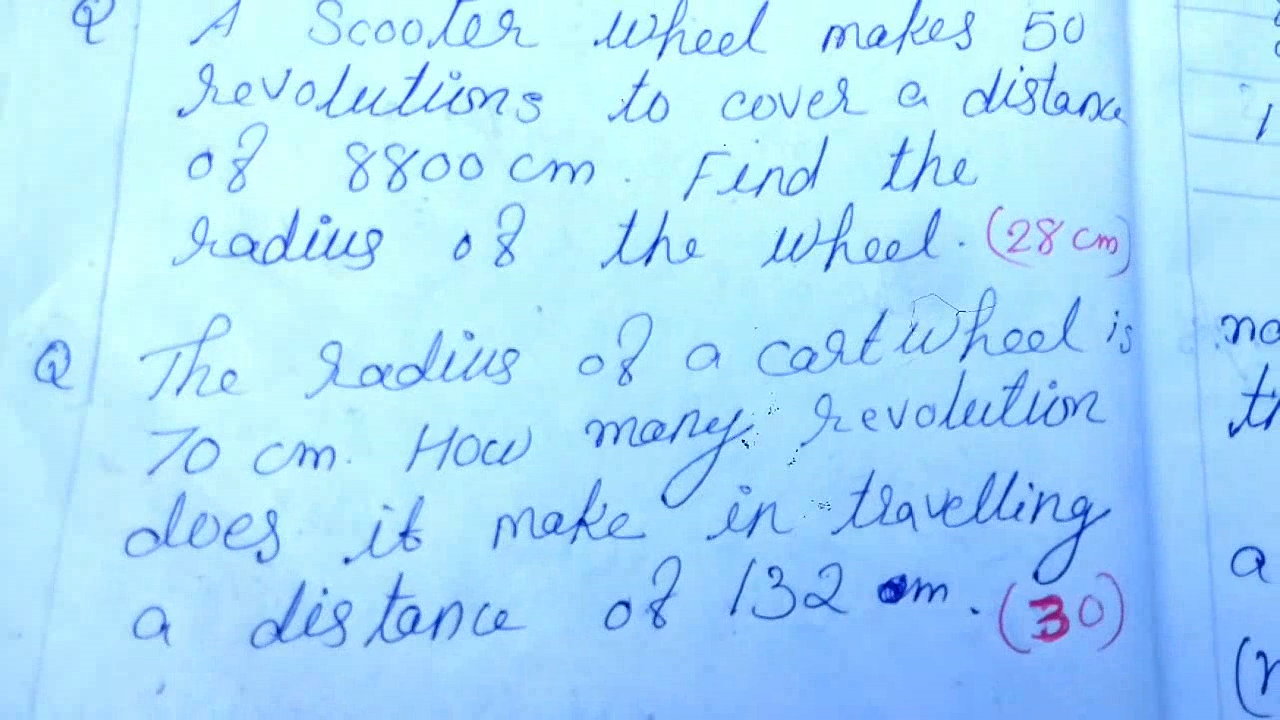 Q A Scooter wheel makes 50
revolutions to cover a distance
of 8800 cm. Find the
radius of the wheel. (28 cm)
Q The radius of a cart wheel is
70 cm. How many revolution
does it make in travelling
a distance of 132 m. (30)